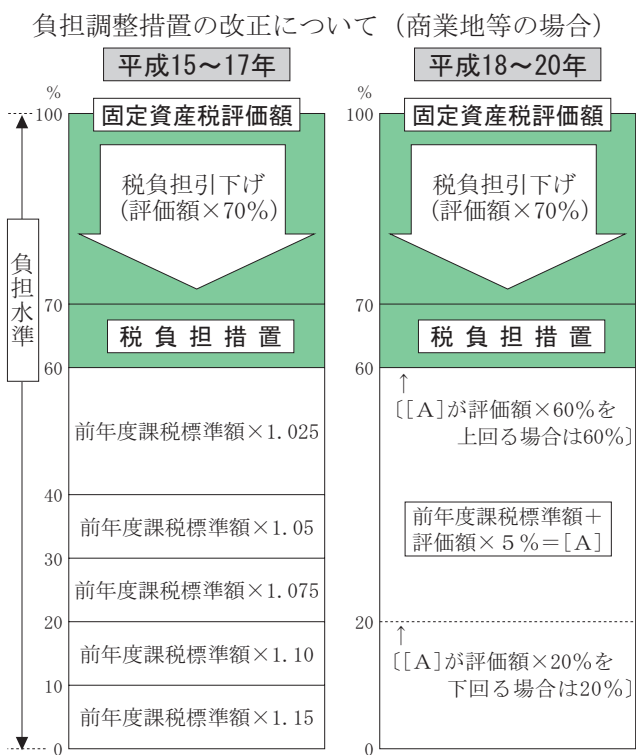 負担調整措置の改正について（商業地等の場合）
平成15～17年
%
100
固定資産税評価額
税負担引下げ
（評価額×70%）
70
税負担措置
60
前年度課税標準額×1.025
40
前年度課税標準額×1.05
30
前年度課税標準額×1.075
20
前年度課税標準額×1.10
10
前年度課税標準額×1.15
0
負担水準
平成18～20年
%
100
固定資産税評価額
税負担引下げ
（評価額×70%）
70
税負担措置
60
↑
〔[A]が評価額×60%を
上回る場合は60%〕
前年度課税標準額＋
評価額×5%＝[A]
20
↑
〔[A]が評価額×20%を
下回る場合は20%〕
0